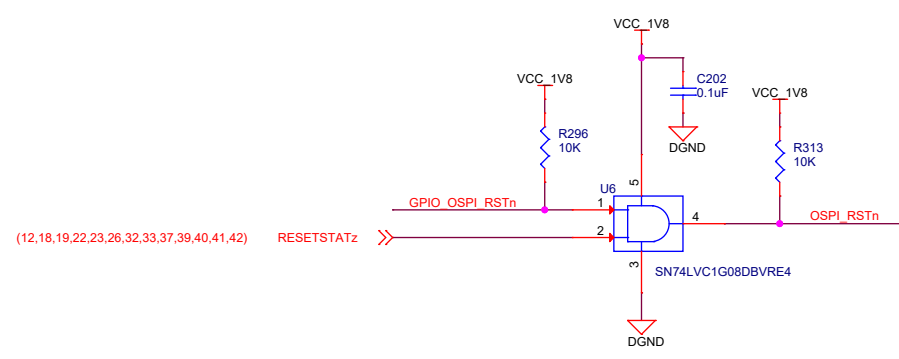 VCC_1V8
VCC_1V8
C202
0.1uF
VCC_1V8
DGND
R296
10K
R313
10K
5
U6
GPIO_OSPI_RSTn
1
4
OSPI_RSTn
(12,18,19,22,23,26,32,33,37,39,40,41,42)
RESETSTATz
2
3
SN74LVC1G08DBVRE4
DGND